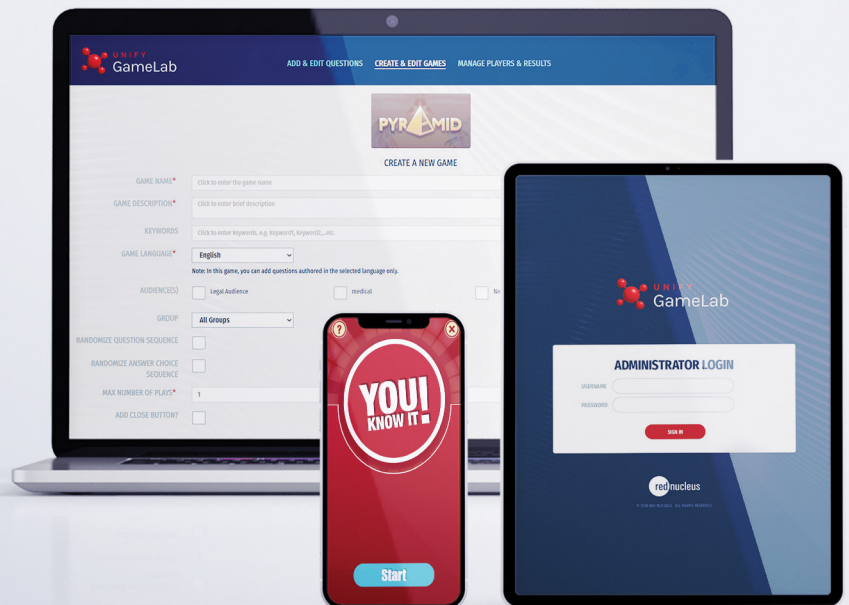 UNIFY
GameLab
ADD & EDIT QUESTIONS CREATE & EDIT GAMES MANAGE PLAYERS & RESULTS
PYRAMID
CREATE A NEW GAME
GAME NAME*
Click to enter the game name
GAME DESCRIPTION*
Click to enter brief description
KEYWORDS
Click to enter keywords. e.g. Keyword1, Keyword2,...etc
GAME LANGUAGE*
English
Note: In this game, you can add questions authored in the selected language only.
AUDIENCE(S)
Legal Audience
medical
GROUP
All Groups
RANDOMIZE QUESTION SEQUENCE
RANDOMIZE ANSWER CHOICE
SEQUENCE
MAX NUMBER OF PLAYS*
1
ADD CLOSE BUTTON?
?
X
YOU!
KNOW IT
Start
UNIFY
GameLab
ADMINISTRATOR LOGIN
USERNAME
PASSWORD
SIGN IN
rednucleus